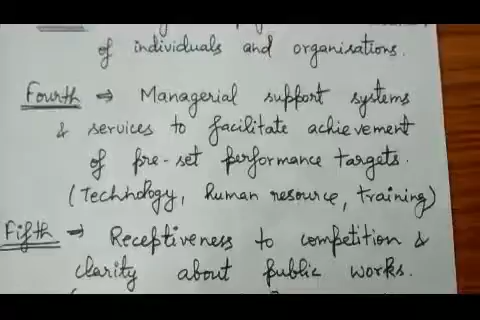 of individuals and organisations.
Fourth ⇒ Managerial support systems
& services to facilitate achievement
of pre-set performance targets.
(Technology, human resource, training)
Fifth → Receptiveness to competition &
clarity about public works.